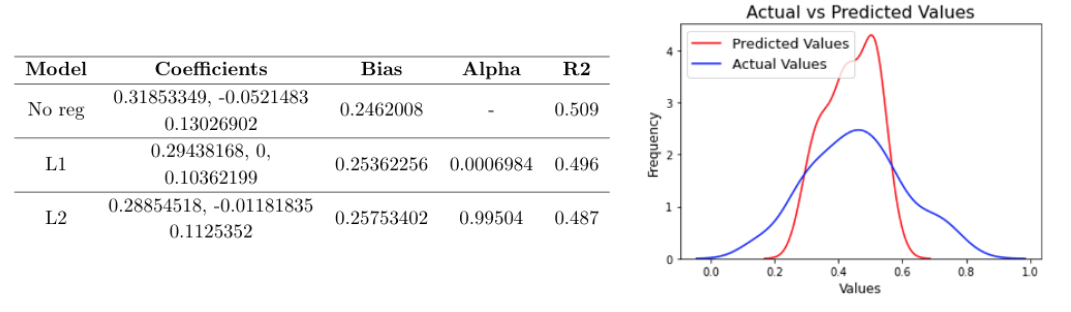 Model Coefficients Bias Alpha R2
No reg 0.31853349, -0.0521483 0.2462008 - 0.509
0.13026902
L1 0.29438168, 0, 0.25362256 0.0006984 0.496
0.10362199
L2 0.28854518, -0.01181835 0.25753402 0.99504 0.487
0.1125352
Actual vs Predicted Values
Predicted Values
Actual Values
Frequency
4
3
2
1
0
0.0 0.2 0.4 0.6 0.8 1.0
Values